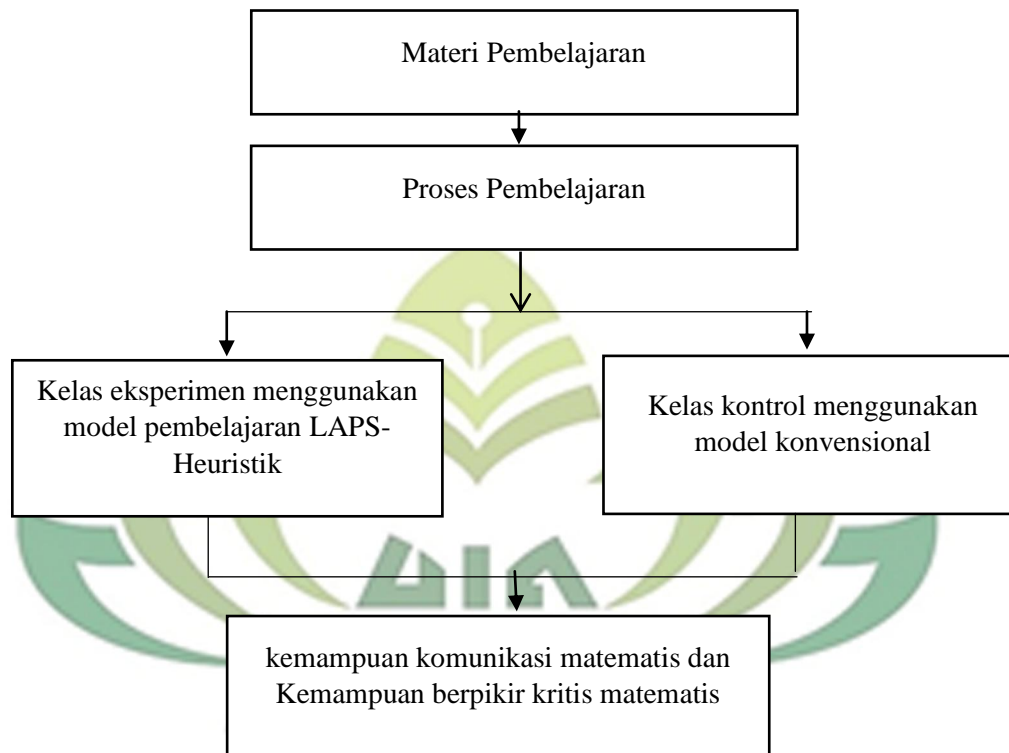 Materi Pembelajaran
Proses Pembelajaran
Kelas eksperimen menggunakan
model pembelajaran LAPS-
Heuristik
Kelas kontrol menggunakan
model konvensional
kemampuan komunikasi matematis dan
Kemampuan berpikir kritis matematis